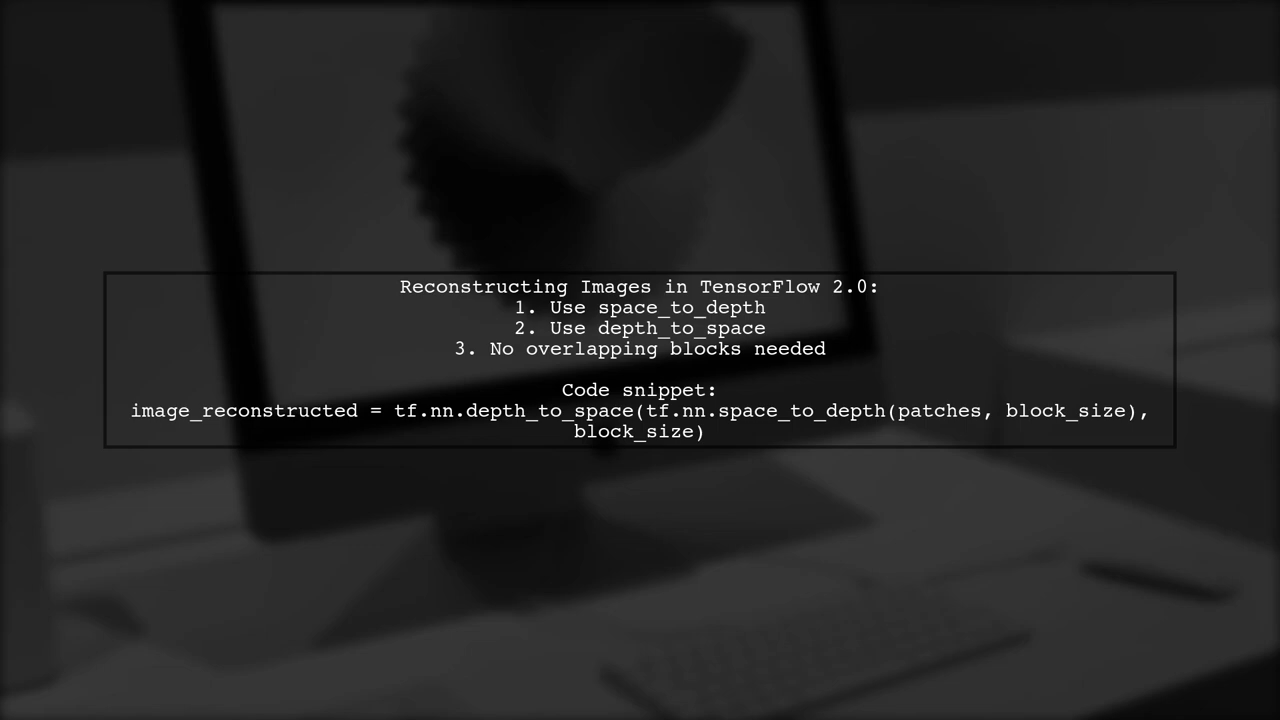 Reconstructing Images in TensorFlow 2.0:
1. Use space_to_depth
2. Use depth_to_space
3. No overlapping blocks needed
Code snippet:
image_reconstructed = tf.nn.depth_to_space(tf.nn.space_to_depth(patches, block_size),
block_size)